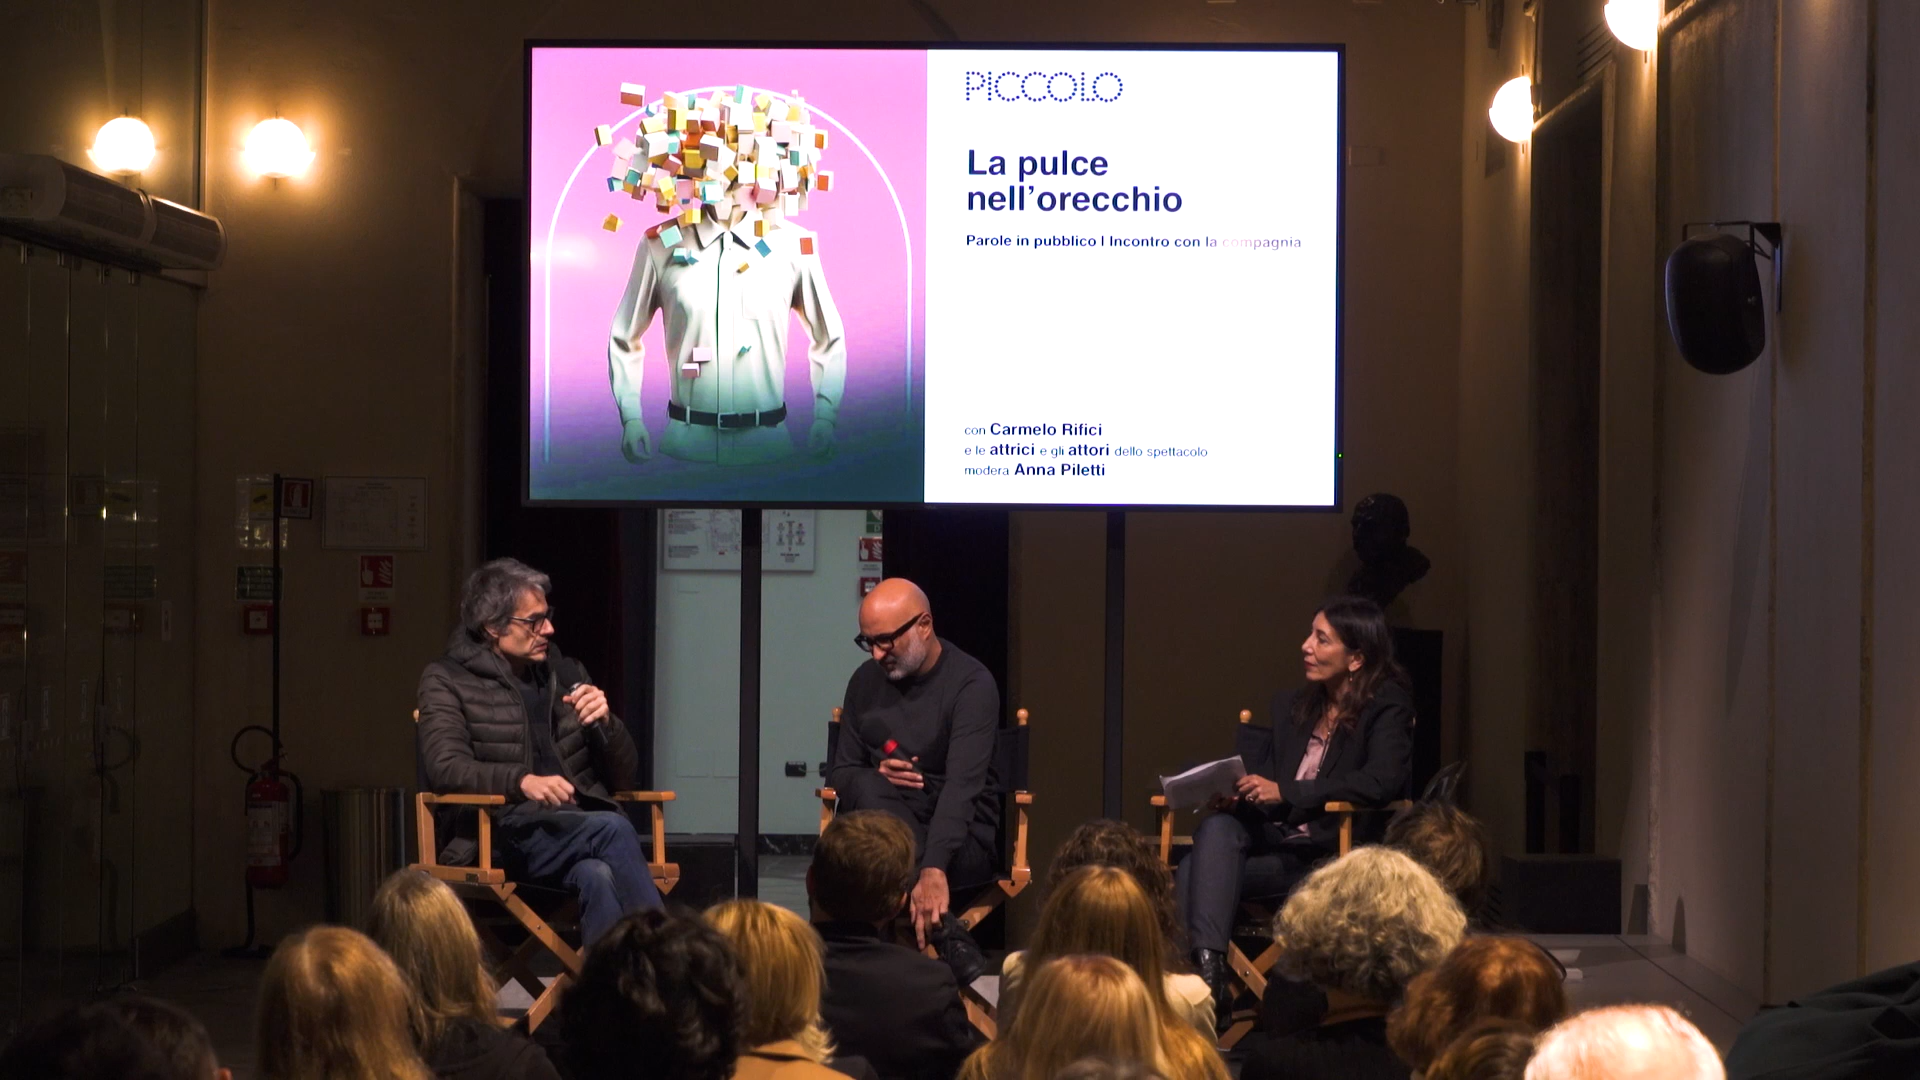 PICCOLO
La pulce
nell'orecchio
Parole in pubblico | Incontro con la compagnia
con Carmelo Rifici
e le attrici e gli attori dello spettacolo
modera Anna Piletti